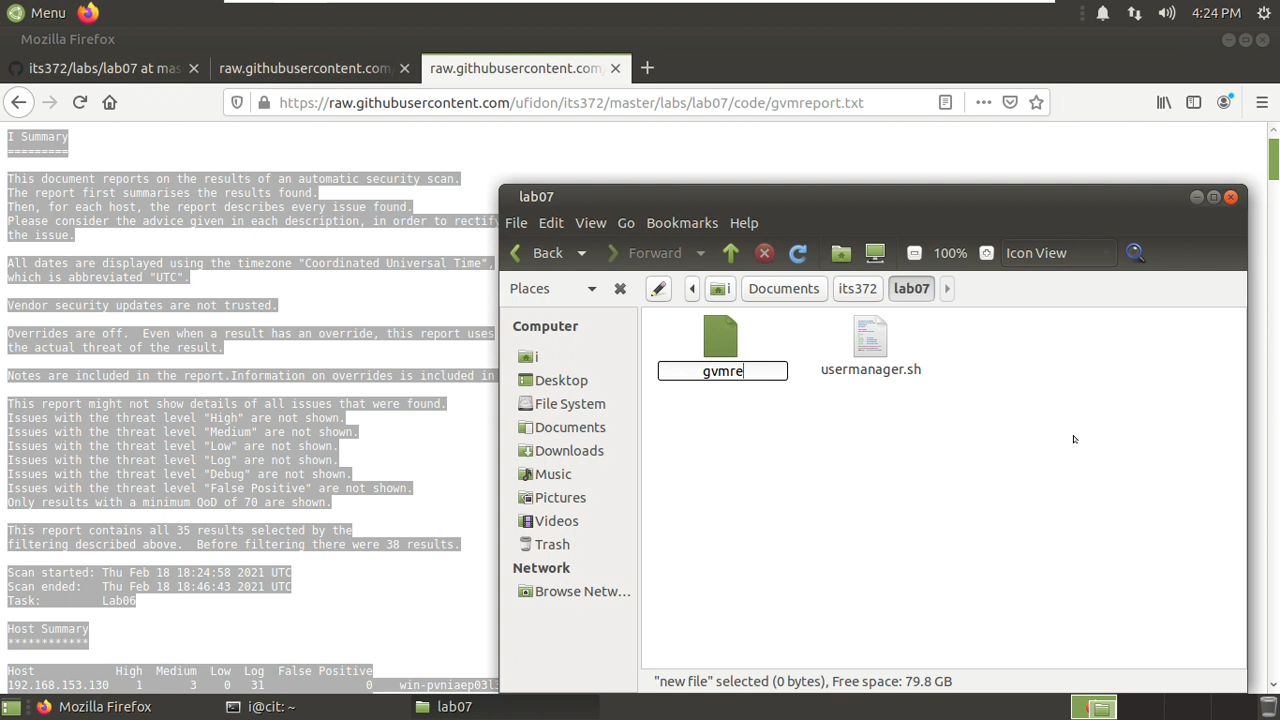 Menu
4:24 PM
Mozilla Firefox
its372/labs/lab07 at mas
raw.githubusercontent.com/
raw.githubusercontent.com/
https://raw.githubusercontent.com/ufidon/its372/master/labs/lab07/code/gvmreport.txt
I Summary
=========
This document reports on the results of an automatic security scan.
The report first summarises the results found.
Then, for each host, the report describes every issue found.
Please consider the advice given in each description, in order to rectify
the issue.
All dates are displayed using the timezone "Coordinated Universal Time",
which is abbreviated "UTC".
Vendor security updates are not trusted.
Overrides are off.  Even when a result has an override, this report uses
the actual threat of the result.
Notes are included in the report.Information on overrides is included in
This report might not show details of all issues that were found.
Issues with the threat level "High" are not shown.
Issues with the threat level "Medium" are not shown.
Issues with the threat level "Low" are not shown.
Issues with the threat level "Log" are not shown.
Issues with the threat level "Debug" are not shown.
Issues with the threat level "False Positive" are not shown.
Only results with a minimum QoD of 70 are shown.
This report contains all 35 results selected by the
filtering described above.  Before filtering there were 38 results.
Scan started: Thu Feb 18 18:24:58 2021 UTC
Scan ended:   Thu Feb 18 18:46:43 2021 UTC
Task:         Lab06
Host Summary
************
Host            High  Medium  Low  Log  False Positive
192.168.153.130    1       3    0   31               0    win-pvniaep03l3
lab07
File Edit View Go Bookmarks Help
Back Forward 100% Icon View
Places i Documents its372 lab07
Computer
i
Desktop
File System
Documents
Downloads
Music
Pictures
Videos
Trash
Network
Browse Netw…
gvmre
usermanager.sh
"new file" selected (0 bytes), Free space: 79.8 GB
Mozilla Firefox
i@cit: ~
lab07